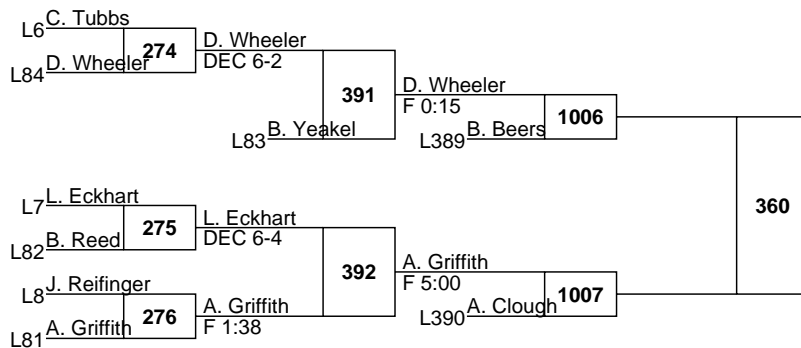 C. Tubbs
L6
274
D. Wheeler
L84
D. Wheeler
DEC 6-2
391
B. Yeakel
L83
D. Wheeler
F 0:15
1006
B. Beers
L389
360
L. Eckhart
L7
275
B. Reed
L82
L. Eckhart
DEC 6-4
392
J. Reifinger
L8
276
A. Griffith
L81
A. Griffith
F 1:38
A. Griffith
F 5:00
1007
A. Clough
L390